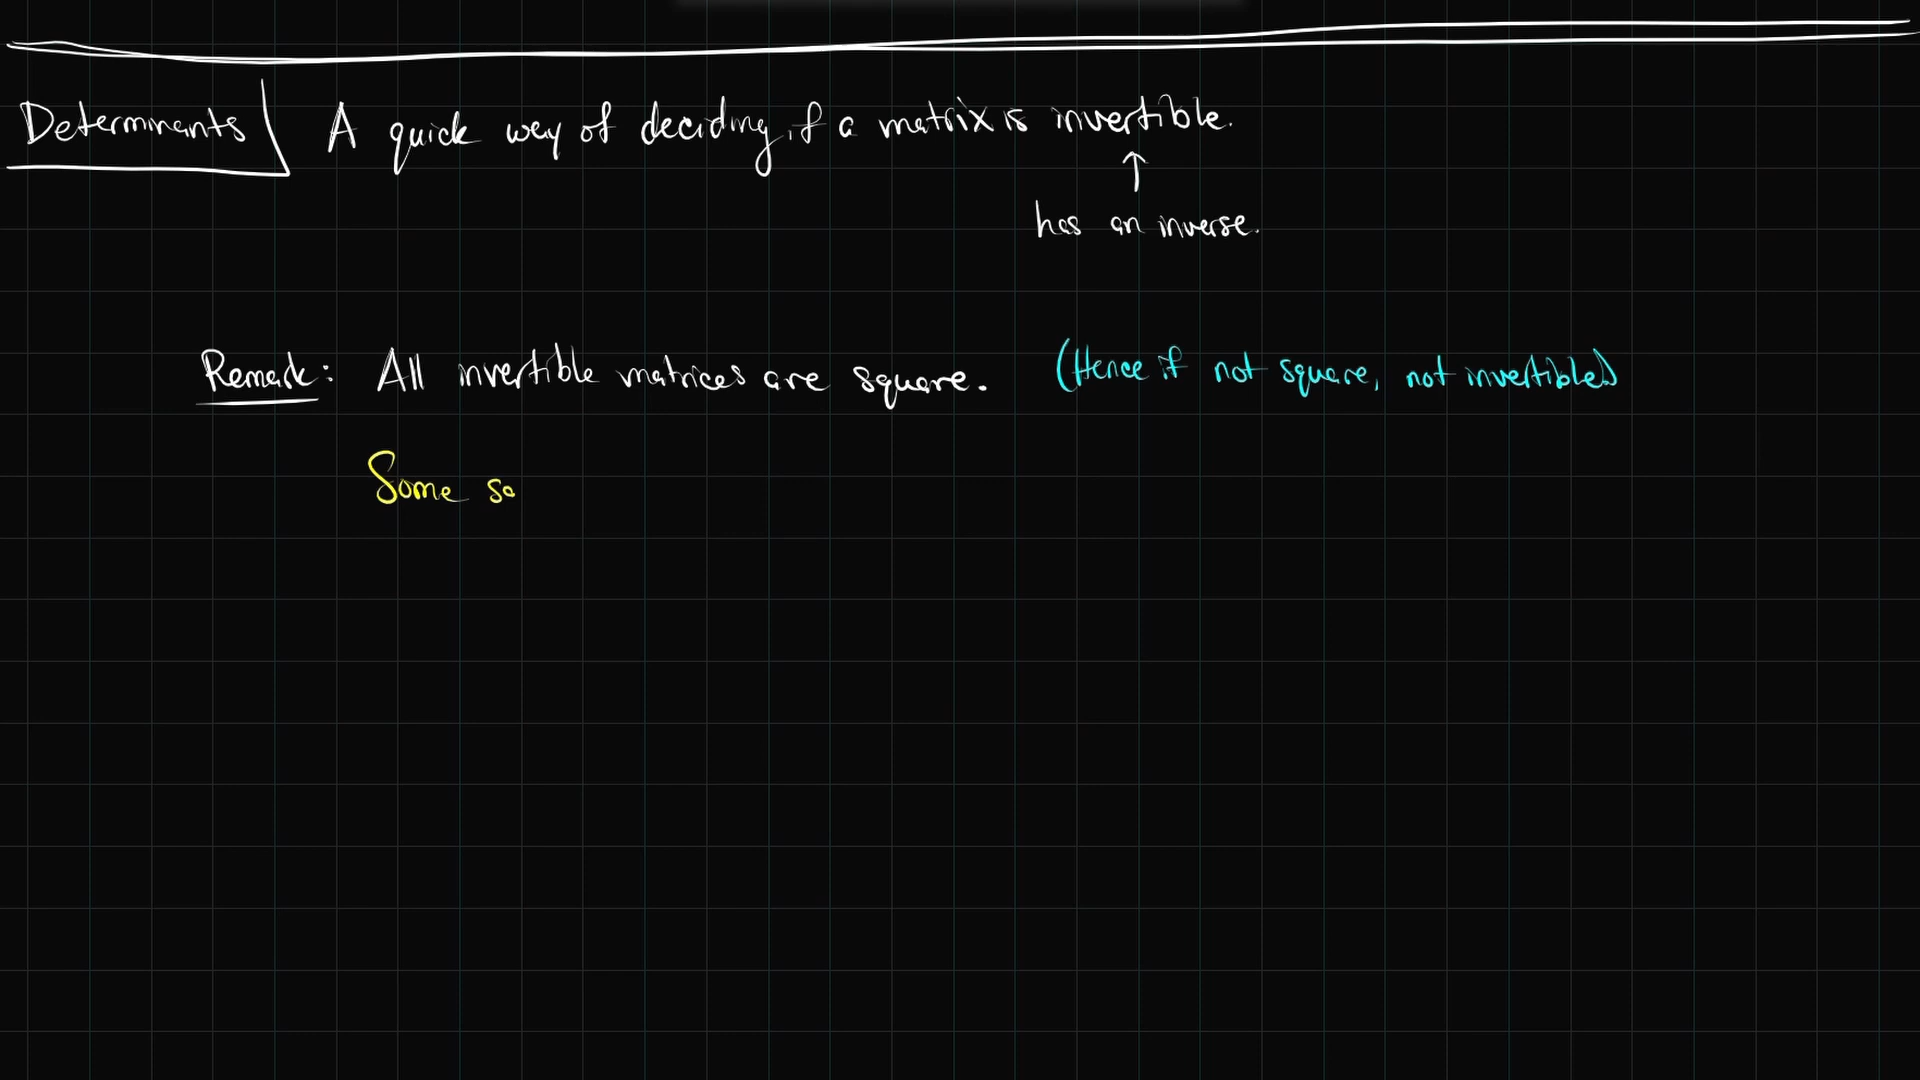 Determinants A quick way of deciding if a matrix is invertible.
↑
has an inverse.
Remark: All invertible matrices are square. (Hence if not square, not invertible.)
Some